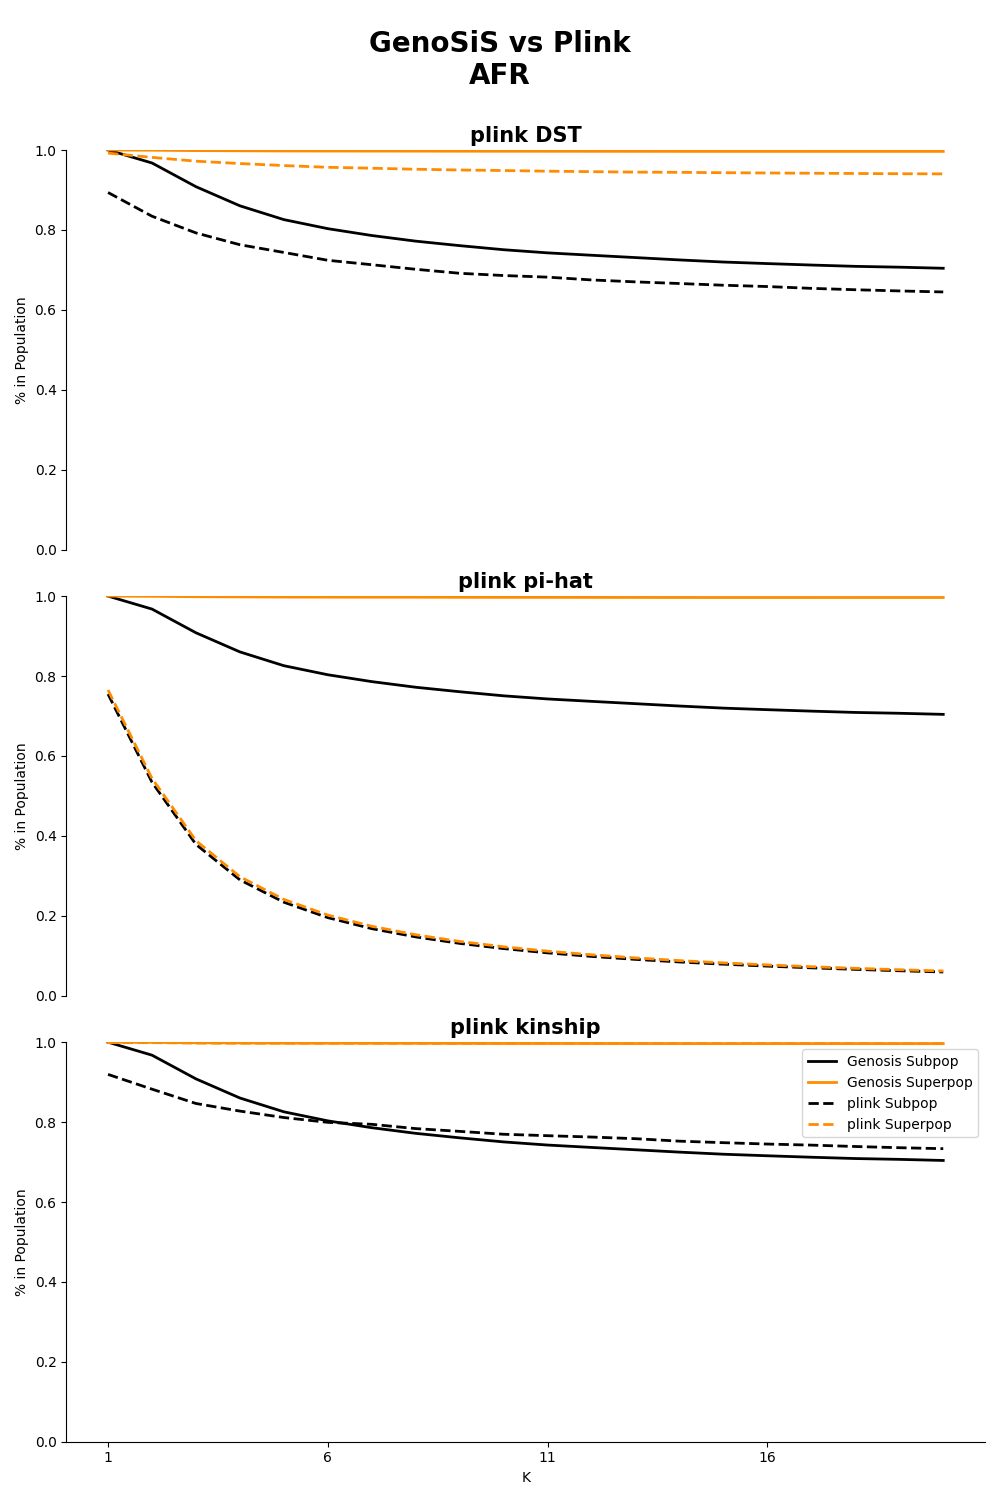 GenoSiS vs Plink
AFR
plink DST
1.0
0.8
0.6
0.4
0.2
0.0
% in Population
plink pi-hat
1.0
0.8
0.6
0.4
0.2
0.0
% in Population
plink kinship
1.0
0.8
0.6
0.4
0.2
0.0
% in Population
Genosis Subpop
Genosis Superpop
plink Subpop
plink Superpop
1 6 11 16
K